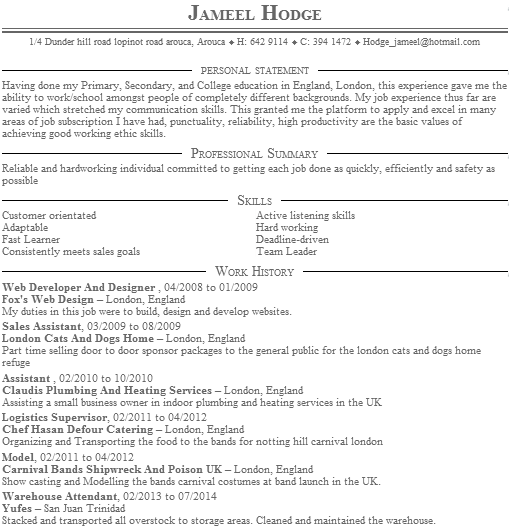 Jameel Hodge
1/4 Dunder hill road lopinot road arouca, Arouca ♦ H: 642 9114 ♦ C: 394 1472 ♦ Hodge_jameel@hotmail.com
Personal Statement
Having done my Primary, Secondary, and College education in England, London, this experience gave me the
ability to work/school amongst people of completely different backgrounds. My job experience thus far are
varied which stretched my communication skills. This granted me the platform to apply and excel in many
areas of job subscription I have had, punctuality, reliability, high productivity are the basic values of
achieving good working ethic skills.
Professional Summary
Reliable and hardworking individual committed to getting each job done as quickly, efficiently and safety as
possible
Skills
Customer orientated Active listening skills
Adaptable Hard working
Fast Learner Deadline-driven
Consistently meets sales goals Team Leader
Work History
Web Developer And Designer , 04/2008 to 01/2009
Fox's Web Design – London, England
My duties in this job were to build, design and develop websites.
Sales Assistant, 03/2009 to 08/2009
London Cats And Dogs Home – London, England
Part time selling door to door sponsor packages to the general public for the london cats and dogs home
refuge
Assistant , 02/2010 to 10/2010
Claudis Plumbing And Heating Services – London, England
Assisting a small business owner in indoor plumbing and heating services in the UK
Logistics Supervisor, 02/2011 to 04/2012
Chef Hasan Defour Catering – London, England
Organizing and Transporting the food to the bands for notting hill carnival london
Model, 02/2011 to 04/2012
Carnival Bands Shipwreck And Poison UK – London, England
Show casting and Modelling the bands carnival costumes at band launch in the UK.
Warehouse Attendant, 02/2013 to 07/2014
Yufes – San Juan Trinidad
Stacked and transported all overstock to storage areas. Cleaned and maintained the warehouse.